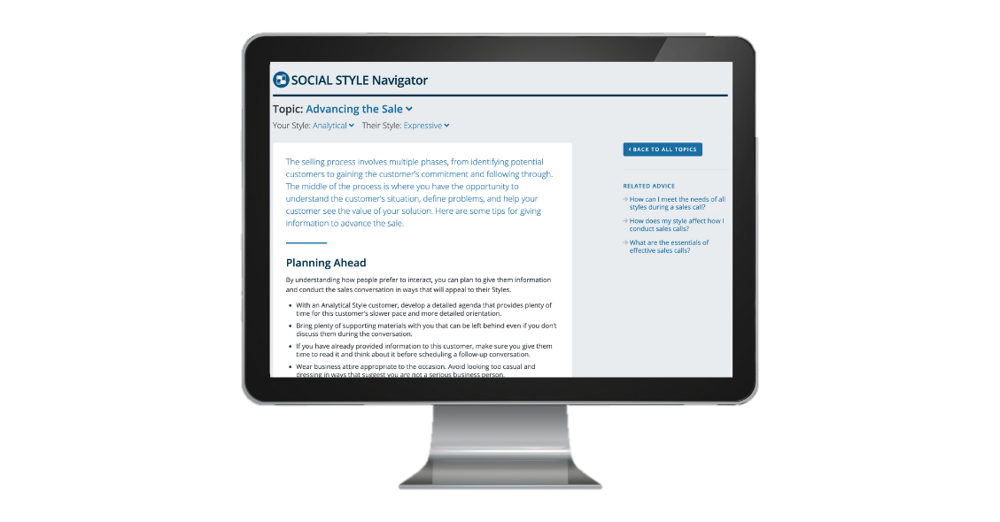 SOCIAL STYLE Navigator
Topic: Advancing the Sale
Your Style: Analytical Their Style: Expressive
The selling process involves multiple phases, from identifying potential
customers to gaining the customer's commitment and following through.
The middle of the process is where you have the opportunity to
understand the customer's situation, define problems, and help your
customer see the value of your solution. Here are some tips for giving
information to advance the sale.
Planning Ahead
By understanding how people prefer to interact, you can plan to give them information
and conduct the sales conversation in ways that will appeal to their Styles.
• With an Analytical Style customer, develop a detailed agenda that provides plenty of
time for this customer's slower pace and more detailed orientation.
• Bring plenty of supporting materials with you that can be left behind even if you don't
discuss them during the conversation.
• If you have already provided information to this customer, make sure you give them
time to read it and think about it before scheduling a follow-up conversation.
• Wear business attire appropriate to the occasion. Avoid looking too casual and
dressing in ways that suggest you are not a serious business person.
‹ BACK TO ALL TOPICS
RELATED ADVICE
How can I meet the needs of all
styles during a sales call?
How does my style affect how I
conduct sales calls?
What are the essentials of
effective sales calls?